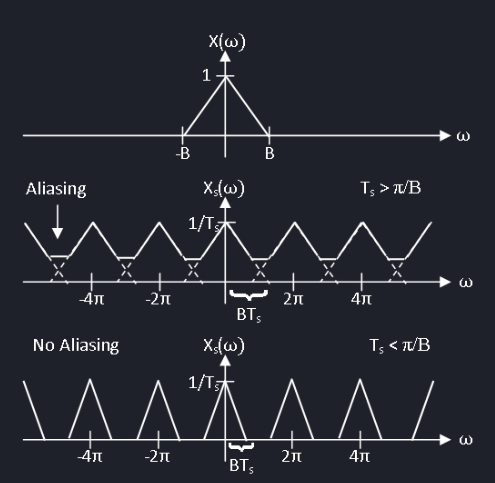 X(ω)
1
-B
B
ω
Aliasing
Xₛ(ω)
Tₛ > π/B
1/Tₛ
-4π
-2π
2π
4π
ω
BTₛ
No Aliasing
Xₛ(ω)
Tₛ < π/B
1/Tₛ
-4π
-2π
2π
4π
ω
BTₛ